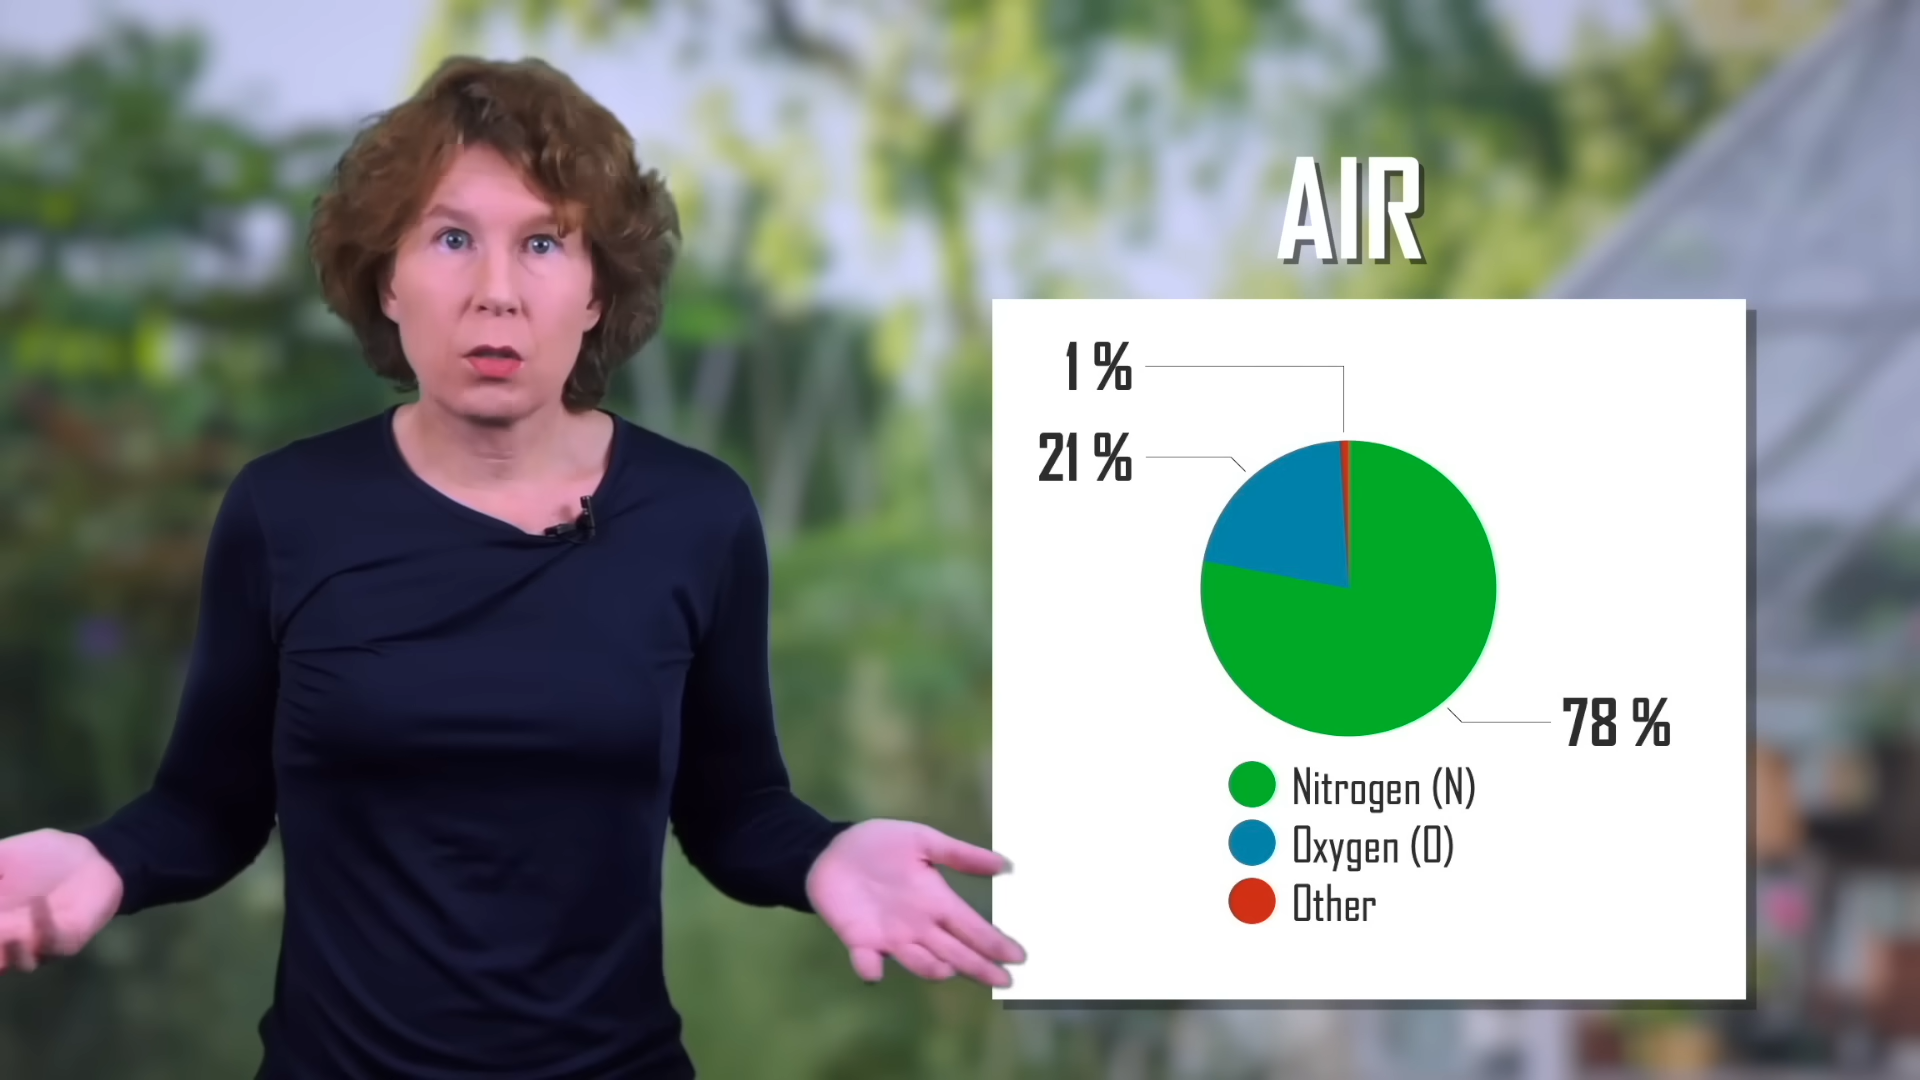 AIR
1 %
21 %
78 %
Nitrogen (N)
Oxygen (O)
Other